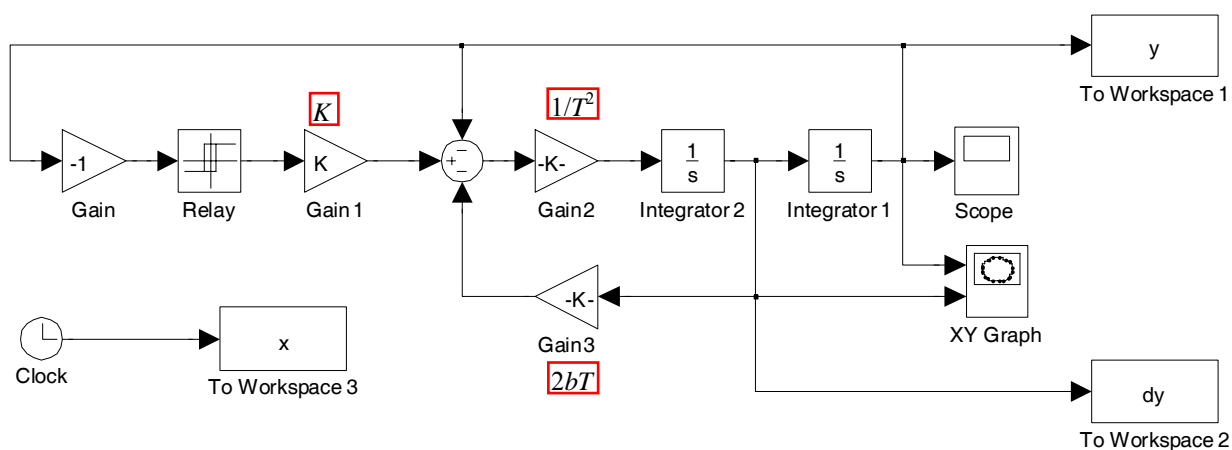 y
To Workspace 1
K
1/T²
-1
Gain
Relay
K
Gain 1
+
−
−
-K-
Gain2
1
s
Integrator 2
1
s
Integrator 1
Scope
-K-
Gain3
2bT
XY Graph
Clock
x
To Workspace 3
dy
To Workspace 2